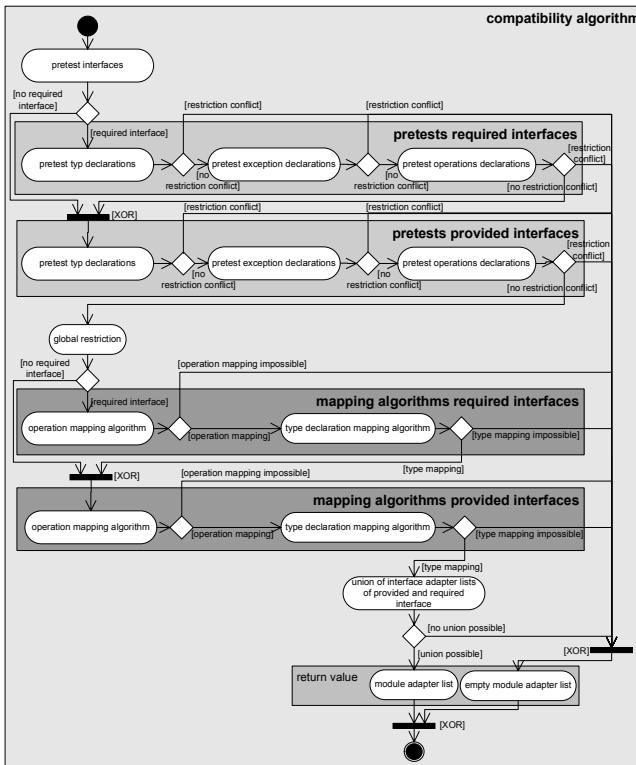 compatibility algorithm
pretest interfaces
[no required
interface]
[restriction conflict]
[restriction conflict]
[required interface]
pretests required interfaces
[restriction
conflict]
pretest typ declarations
pretest exception declarations
pretest operations declarations
[no
restriction conflict]
[no
restriction conflict]
[no restriction conflict]
[XOR]
[restriction conflict]
[restriction conflict]
pretests provided interfaces
[restriction
conflict]
pretest typ declarations
pretest exception declarations
pretest operations declarations
[no
restriction conflict]
[no
restriction conflict]
[no restriction conflict]
global restriction
[no required
interface]
[operation mapping impossible]
[required interface]
mapping algorithms required interfaces
operation mapping algorithm
[operation mapping]
type declaration mapping algorithm
[type mapping impossible]
[XOR]
[operation mapping impossible]
[type mapping]
mapping algorithms provided interfaces
operation mapping algorithm
[operation mapping]
type declaration mapping algorithm
[type mapping impossible]
[type mapping]
union of interface adapter lists
of provided and required
interface
[no union possible]
[union possible]
[XOR]
return value
module adapter list
empty module adapter list
[XOR]